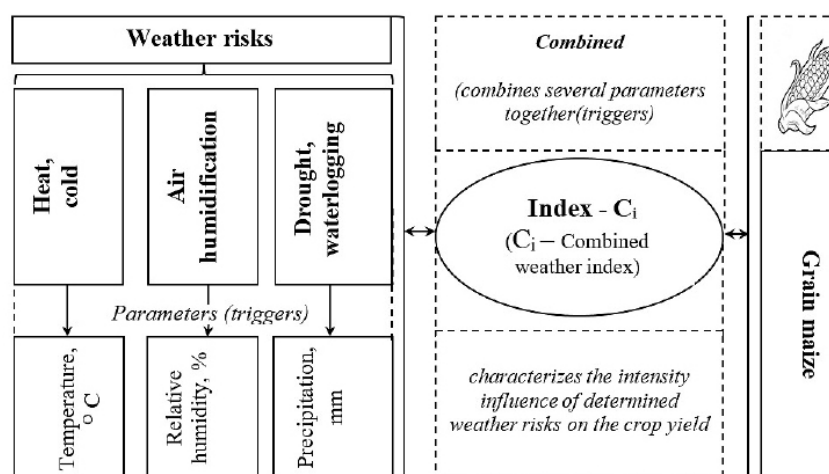 Weather risks
Heat,
cold
Air
humidification
Drought,
waterlogging
Parameters (triggers)
Temperature,
°C
Relative
humidity, %
Precipitation,
mm
Combined
(combines several parameters
together(triggers)
Index - Cᵢ
(Cᵢ – Combined
weather index)
characterizes the intensity
influence of determined
weather risks on the crop yield
Grain maize